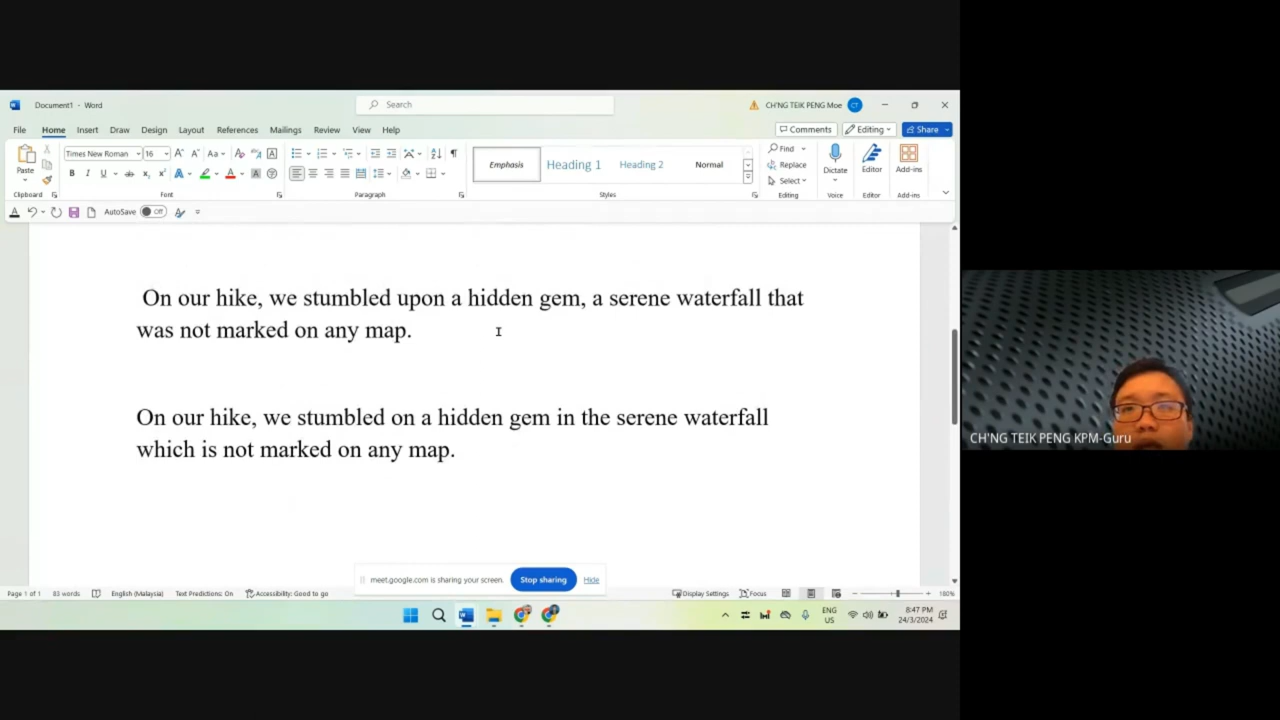 Document1 - Word
Search
CH'NG TEIK PENG Moe
CT
File Home Insert Draw Design Layout References Mailings Review View Help
Comments Editing Share
Paste
Times New Roman 16
Emphasis Heading 1 Heading 2 Normal
Find
Replace
Select
Dictate Editor Add-ins
Clipboard Font Paragraph Styles Editing Voice Editor Add-ins
AutoSave Off
On our hike, we stumbled upon a hidden gem, a serene waterfall that
was not marked on any map.
On our hike, we stumbled on a hidden gem in the serene waterfall
which is not marked on any map.
CH'NG TEIK PENG KPM-Guru
meet.google.com is sharing your screen. Stop sharing Hide
Page 1 of 1 83 words English (Malaysia) Text Predictions: On Accessibility: Good to go Display Settings Focus 180%
ENG
US
8:47 PM
24/3/2024